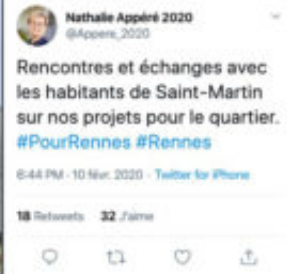 Nathalie Appéré 2020
@Appere_2020
Rencontres et échanges avec
les habitants de Saint-Martin
sur nos projets pour le quartier.
#PourRennes #Rennes
6:44 PM · 10 févr. 2020 · Twitter for iPhone
18 Retweets 32 J'aime